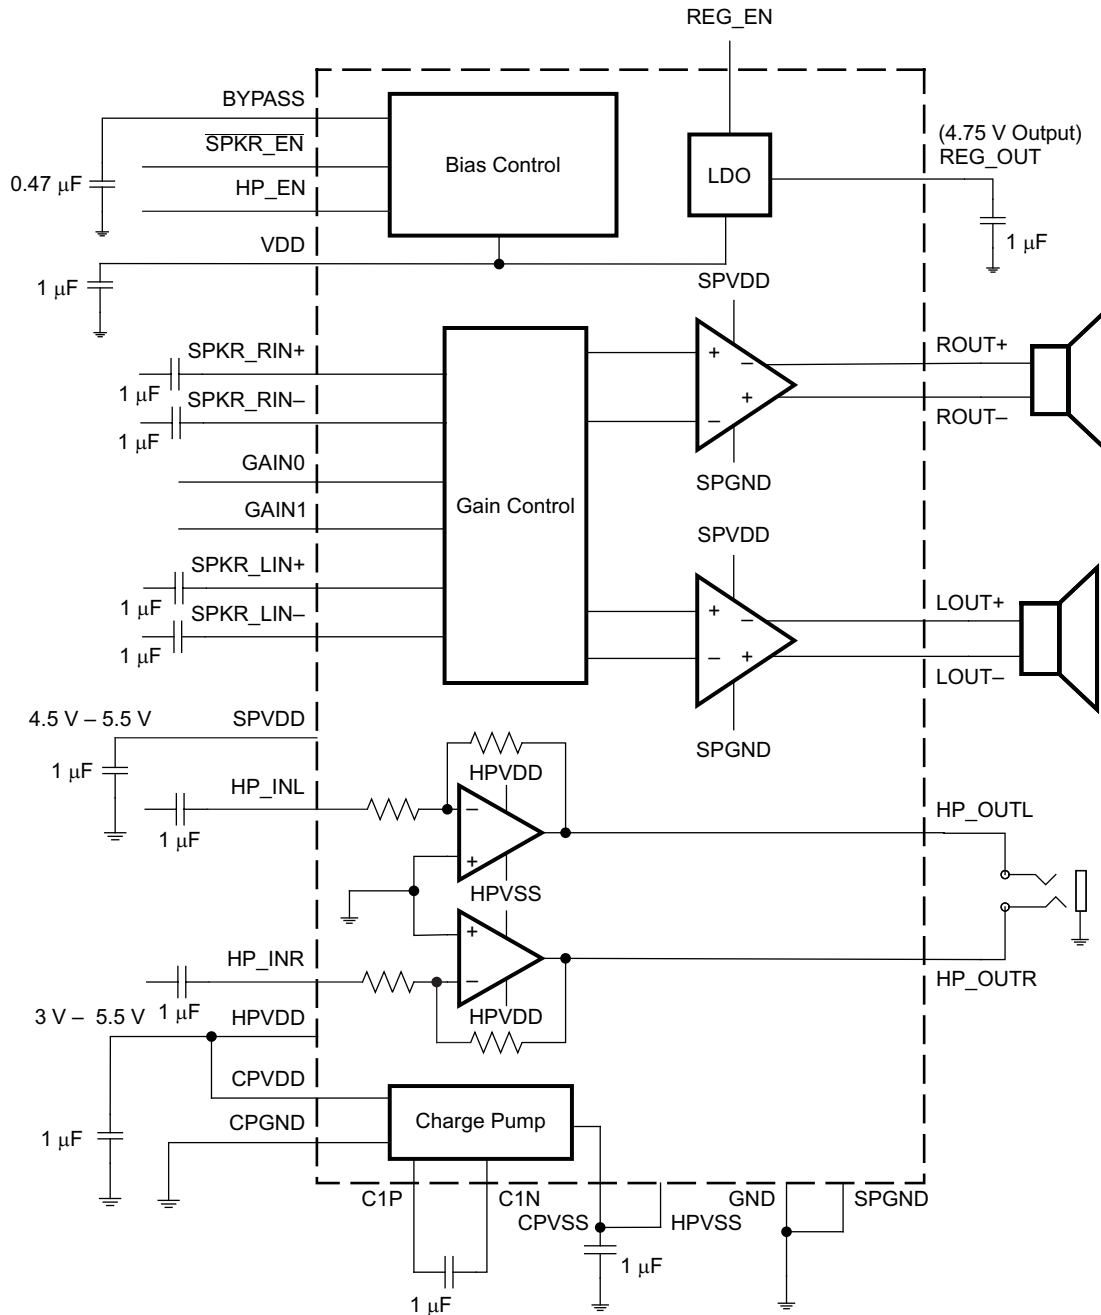 REG_EN
BYPASS
SPKR_EN
HP_EN
0.47 μF
VDD
1 μF
Bias Control
LDO
(4.75 V Output)
REG_OUT
1 μF
SPKR_RIN+
1 μF
SPKR_RIN–
1 μF
GAIN0
GAIN1
SPKR_LIN+
1 μF
SPKR_LIN–
1 μF
Gain Control
SPVDD
+
–
–
+
SPGND
ROUT+
ROUT–
SPVDD
+
–
–
+
SPGND
LOUT+
LOUT–
4.5 V – 5.5 V
SPVDD
1 μF
HP_INL
1 μF
HPVDD
–
+
HPVSS
+
–
HPVDD
HP_OUTL
HP_OUTR
HP_INR
1 μF
3 V – 5.5 V
HPVDD
CPVDD
CPGND
1 μF
Charge Pump
C1P
C1N
1 μF
CPVSS
HPVSS
1 μF
GND
SPGND